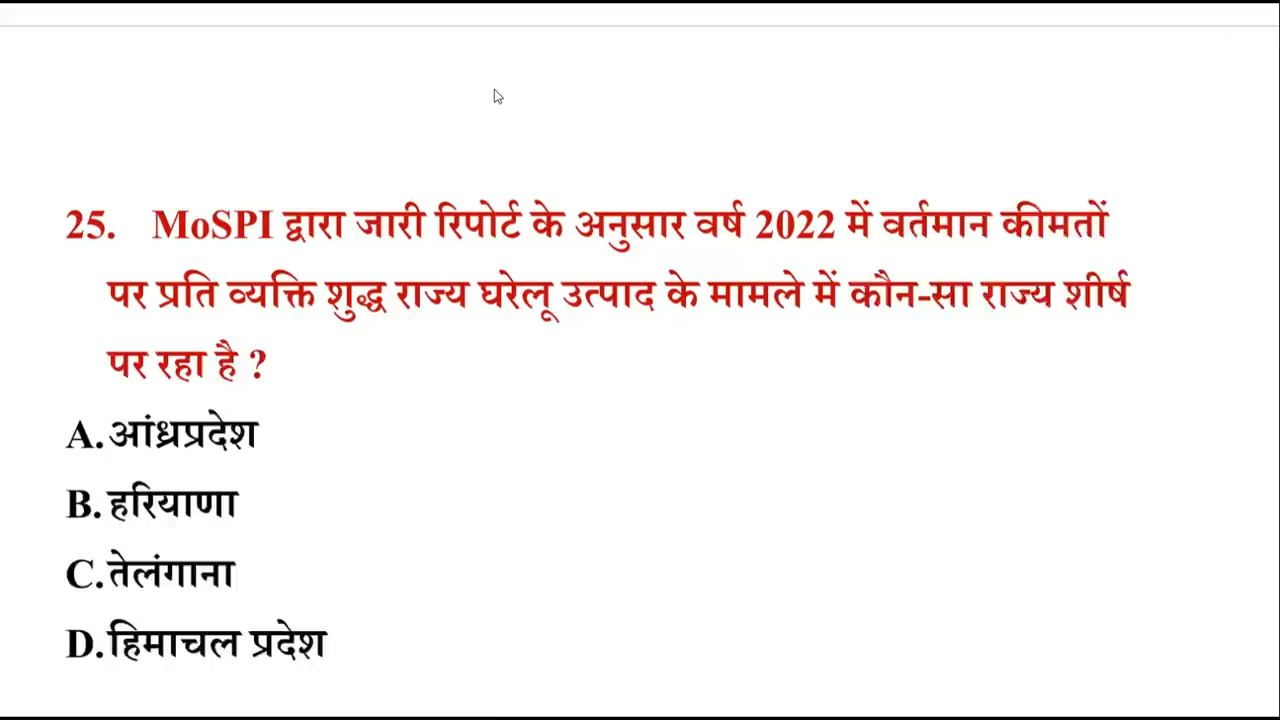 25. MoSPI द्वारा जारी रिपोर्ट के अनुसार वर्ष 2022 में वर्तमान कीमतों
पर प्रति व्यक्ति शुद्ध राज्य घरेलू उत्पाद के मामले में कौन-सा राज्य शीर्ष
पर रहा है ?
A. आंध्रप्रदेश
B. हरियाणा
C. तेलंगाना
D. हिमाचल प्रदेश